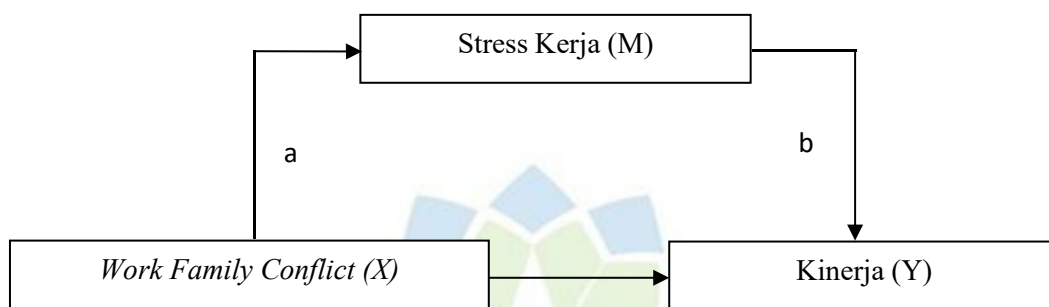 Stress Kerja (M)
a
b
Work Family Conflict (X)
Kinerja (Y)